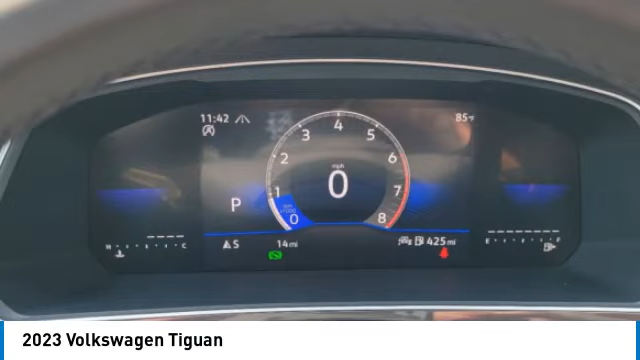 11:42
85°F
4
3 5
2 6
mph
1 0 7
P
0 8
S
14 mi
425 mi
H C
E F
2023 Volkswagen Tiguan